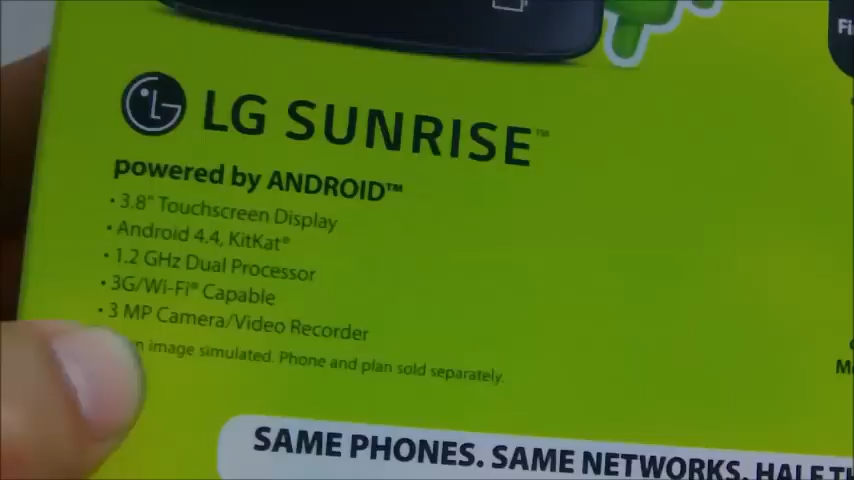 LG SUNRISE™
powered by ANDROID™
• 3.8" Touchscreen Display
• Android 4.4, KitKat®
• 1.2 GHz Dual Processor
• 3G/Wi-Fi® Capable
• 3 MP Camera/Video Recorder
image simulated. Phone and plan sold separately.
SAME PHONES. SAME NETWORKS. HALF